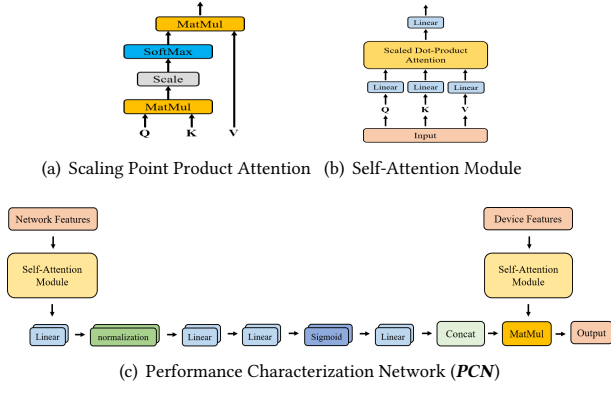 MatMul
SoftMax
Scale
MatMul
Q K V
Linear
Scaled Dot-Product
Attention
Linear Linear Linear
Q K V
Input
(a) Scaling Point Product Attention (b) Self-Attention Module
Network Features Device Features
Self-Attention
Module
Self-Attention
Module
Linear normalization Linear Linear Sigmoid Linear Concat MatMul Output
(c) Performance Characterization Network (PCN)